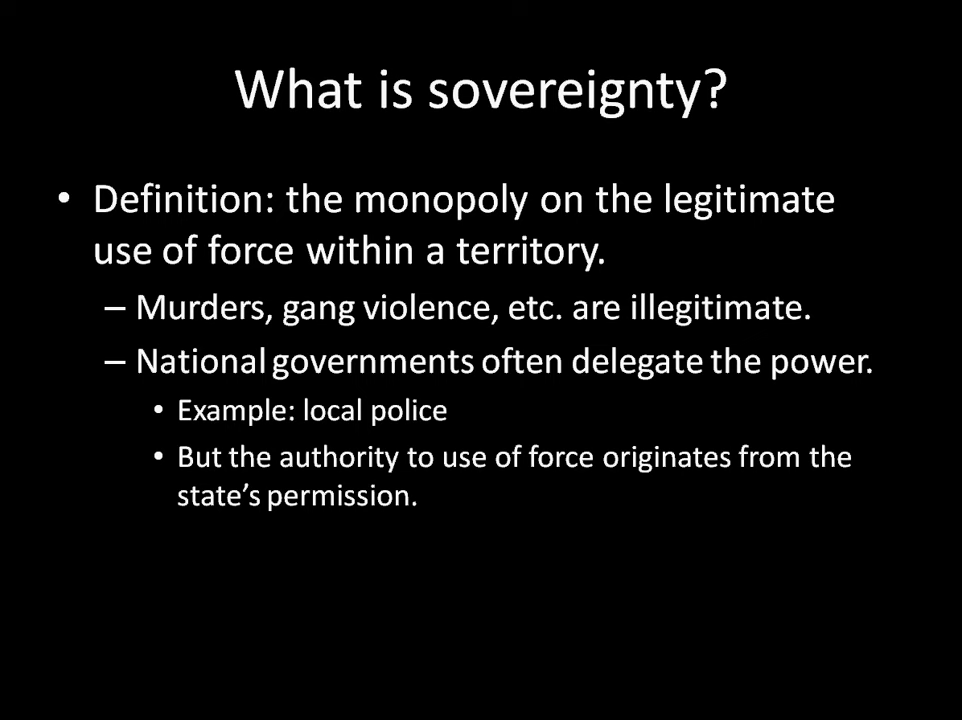 What is sovereignty?
• Definition: the monopoly on the legitimate
use of force within a territory.
– Murders, gang violence, etc. are illegitimate.
– National governments often delegate the power.
• Example: local police
• But the authority to use of force originates from the
state’s permission.